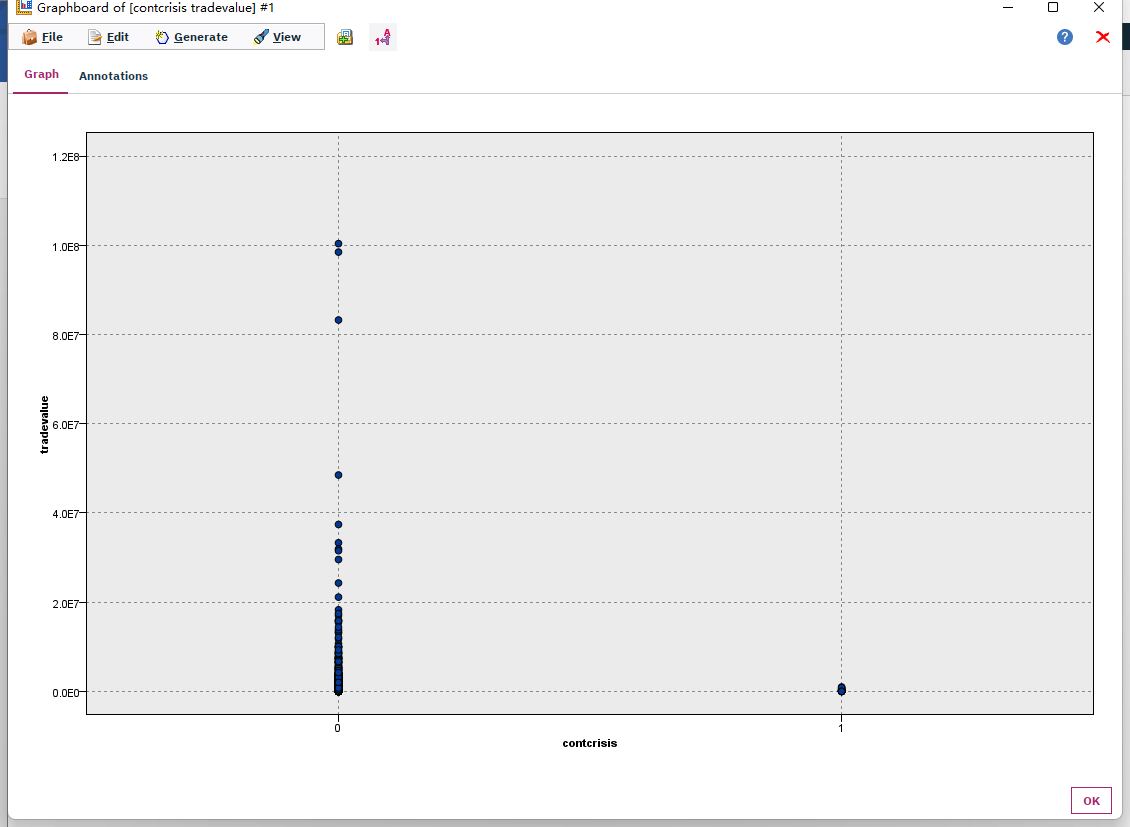 Graphboard of [contcrisis tradevalue] #1
File Edit Generate View
Graph Annotations
1.2E8
1.0E8
8.0E7
6.0E7
4.0E7
2.0E7
0.0E0
tradevalue
0 1
contcrisis
OK